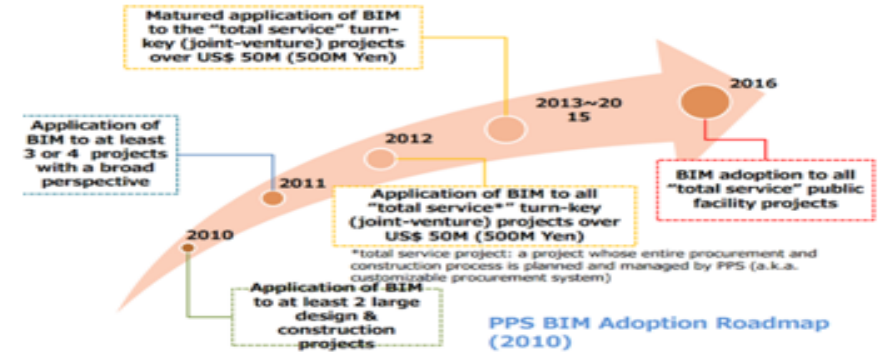 Matured application of BIM
to the “total service” turn-
key (joint-venture) projects
over US$ 50M (500M Yen)
2016
2013~20
15
Application of
BIM to at least
3 or 4 projects
with a broad
perspective
2012
BIM adoption to all
“total service” public
facility projects
2011
Application of BIM to all
“total service*” turn-key
(joint-venture) projects over
US$ 50M (500M Yen)
2010
*total service project: a project whose entire procurement and
construction process is planned and managed by PPS (a.k.a.
customizable procurement system)
Application of BIM
to at least 2 large
design &
construction
projects
PPS BIM Adoption Roadmap
(2010)